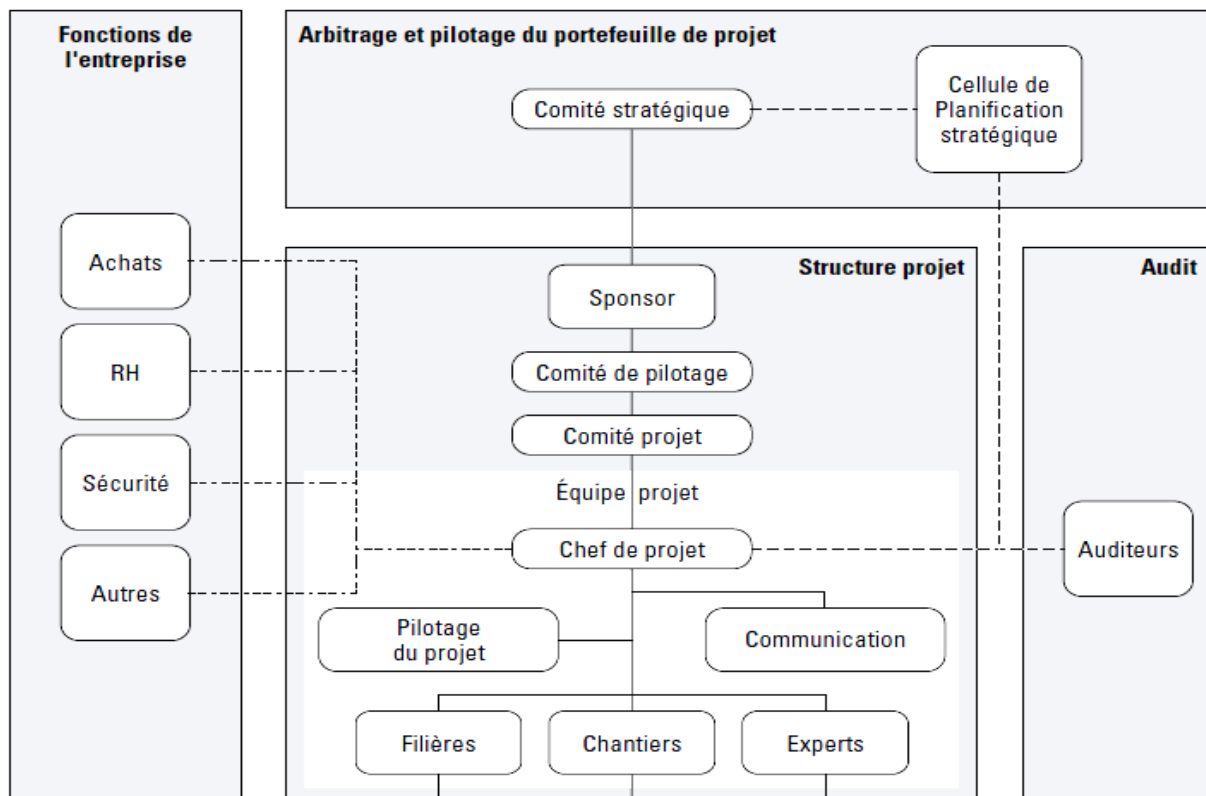 Fonctions de
l'entreprise
Arbitrage et pilotage du portefeuille de projet
Comité stratégique
Cellule de
Planification
stratégique
Achats
RH
Sécurité
Autres
Structure projet
Sponsor
Comité de pilotage
Comité projet
Équipe projet
Chef de projet
Pilotage
du projet
Communication
Filières
Chantiers
Experts
Audit
Auditeurs